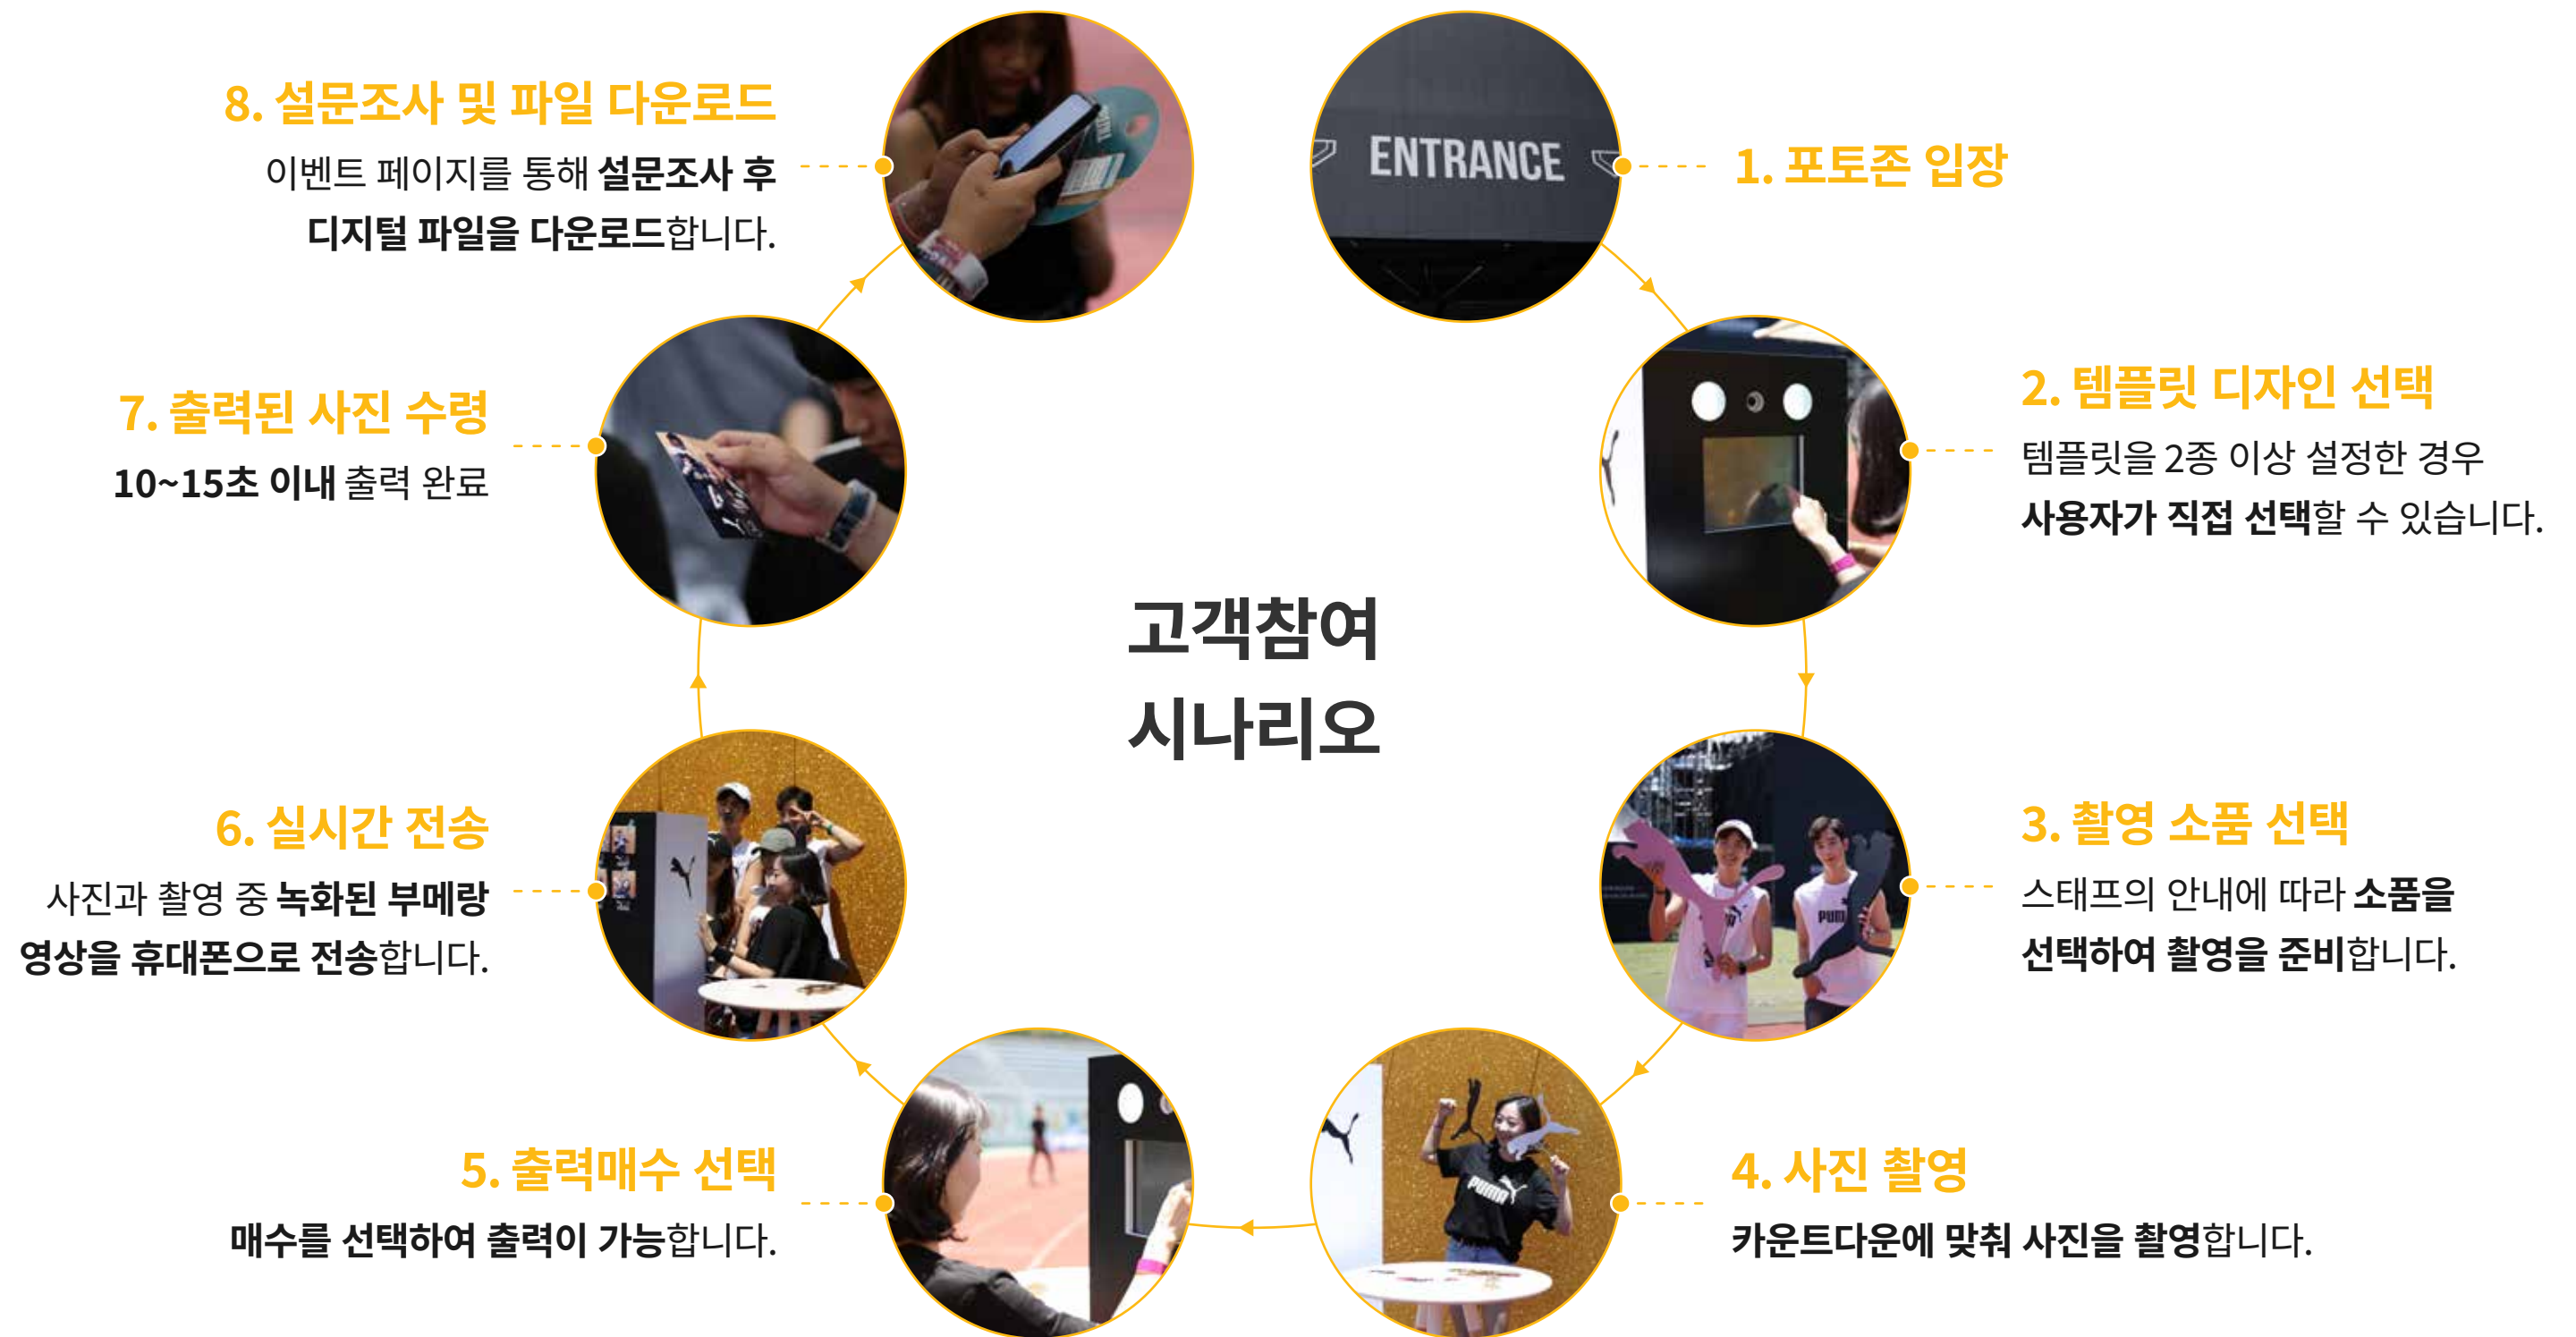 고객참여
시나리오
ENTRANCE
1. 포토존 입장
2. 템플릿 디자인 선택
템플릿을 2종 이상 설정한 경우
사용자가 직접 선택할 수 있습니다.
PUMA
3. 촬영 소품 선택
스태프의 안내에 따라 소품을
선택하여 촬영을 준비합니다.
PUMA
4. 사진 촬영
카운트다운에 맞춰 사진을 촬영합니다.
5. 출력매수 선택
매수를 선택하여 출력이 가능합니다.
6. 실시간 전송
사진과 촬영 중 녹화된 부메랑
영상을 휴대폰으로 전송합니다.
7. 출력된 사진 수령
10~15초 이내 출력 완료
8. 설문조사 및 파일 다운로드
이벤트 페이지를 통해 설문조사 후
디지털 파일을 다운로드합니다.